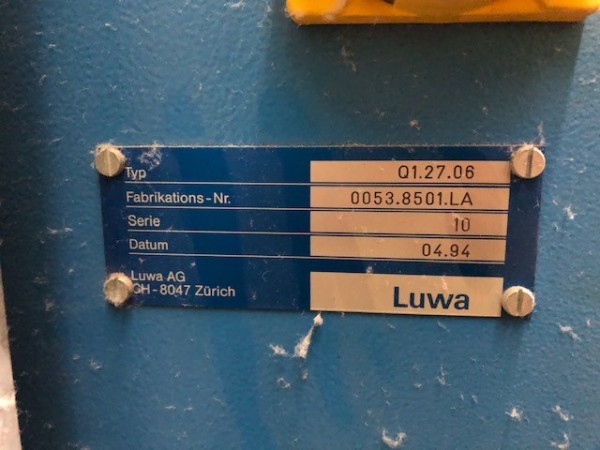 Typ Q1.27.06
Fabrikations-Nr. 0053.8501.LA
Serie 10
Datum 04.94
Luwa AG
CH-8047 Zürich
Luwa